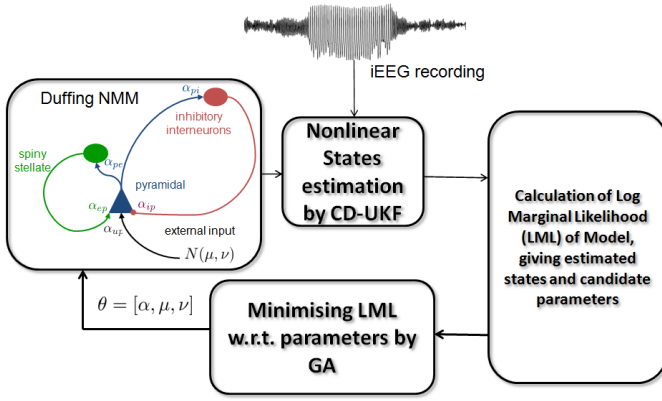 iEEG recording
Duffing NMM
α_pi
inhibitory
interneurons
spiny
stellate
α_pe
pyramidal
α_ep
α_ip
α_up
external input
N(μ, ν)
Nonlinear
States
estimation
by CD-UKF
Calculation of Log
Marginal Likelihood
(LML) of Model,
giving estimated
states and candidate
parameters
θ = [α, μ, ν]
Minimising LML
w.r.t. parameters by
GA